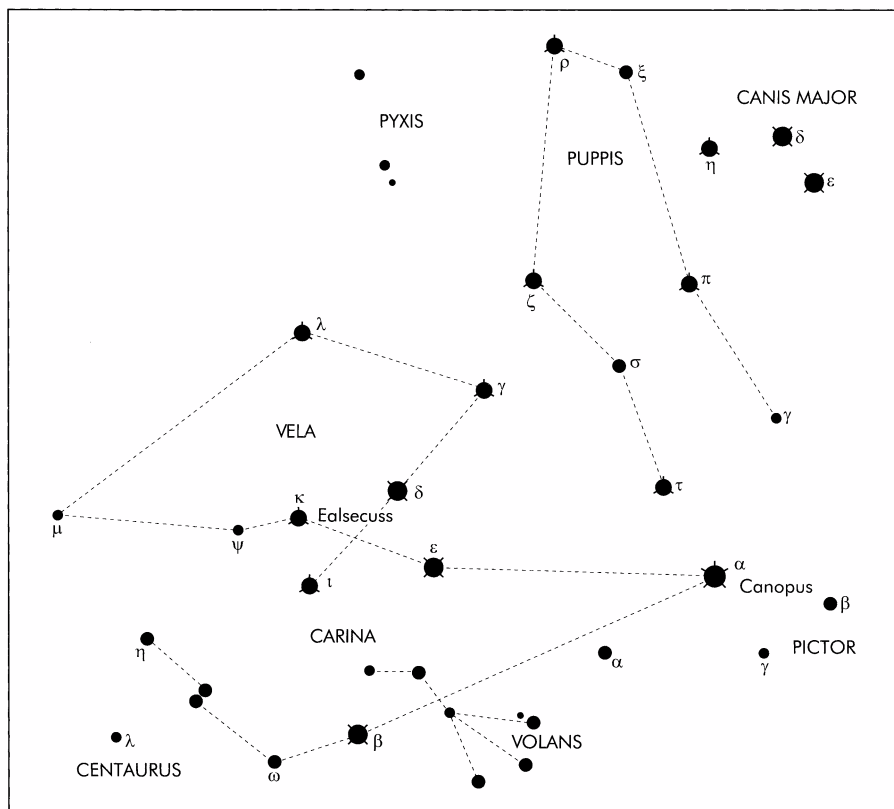 ρ
ξ
CANIS MAJOR
PYXIS
δ
PUPPIS
η
ε
π
ζ
λ
σ
γ
γ
VELA
δ
τ
κ
Ealsecuss
μ
ψ
ε
α
ι
Canopus
β
CARINA
η
α
γ
PICTOR
λ
β
VOLANS
CENTAURUS
ω